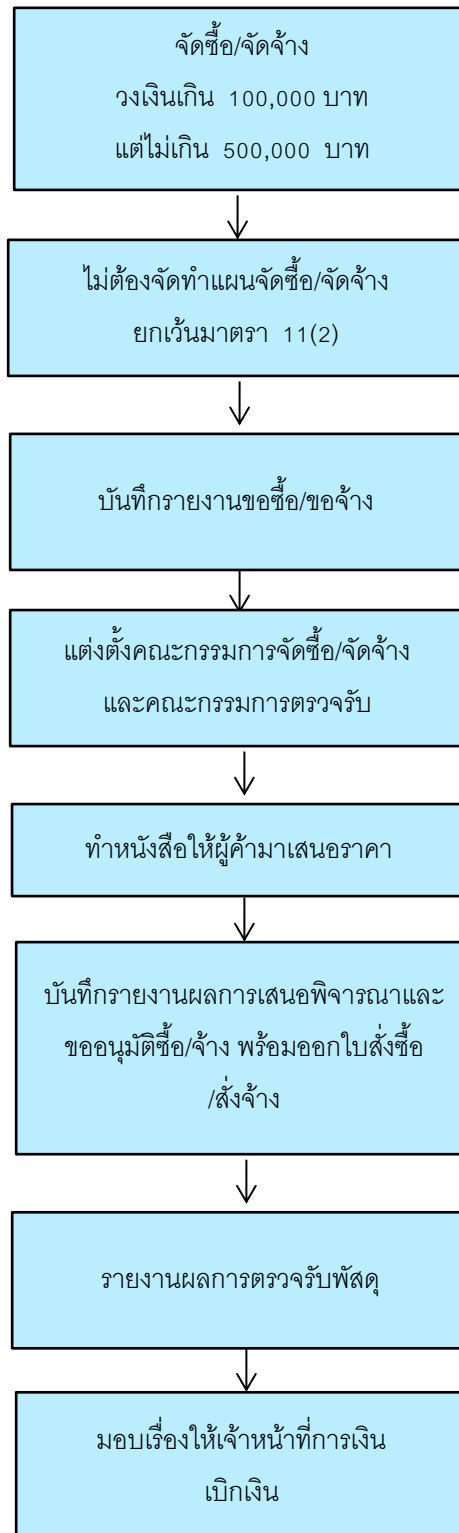 จัดซื้อ/จัดจ้าง
วงเงินเกิน 100,000 บาท
แต่ไม่เกิน 500,000 บาท
ไม่ต้องจัดทำแผนจัดซื้อ/จัดจ้าง
ยกเว้นมาตรา 11(2)
บันทึกรายงานขอซื้อ/ขอจ้าง
แต่งตั้งคณะกรรมการจัดซื้อ/จัดจ้าง
และคณะกรรมการตรวจรับ
ทำหนังสือให้ผู้ค้ามาเสนอราคา
บันทึกรายงานผลการเสนอพิจารณาและ
ขออนุมัติซื้อ/จ้าง พร้อมออกใบสั่งซื้อ
/สั่งจ้าง
รายงานผลการตรวจรับพัสดุ
มอบเรื่องให้เจ้าหน้าที่การเงิน
เบิกเงิน